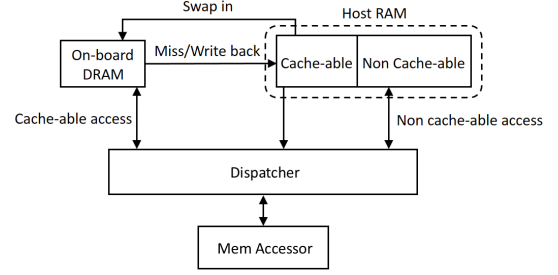 Swap in
Host RAM
On-board
DRAM
Miss/Write back
Cache-able
Non Cache-able
Cache-able access
Non cache-able access
Dispatcher
Mem Accessor